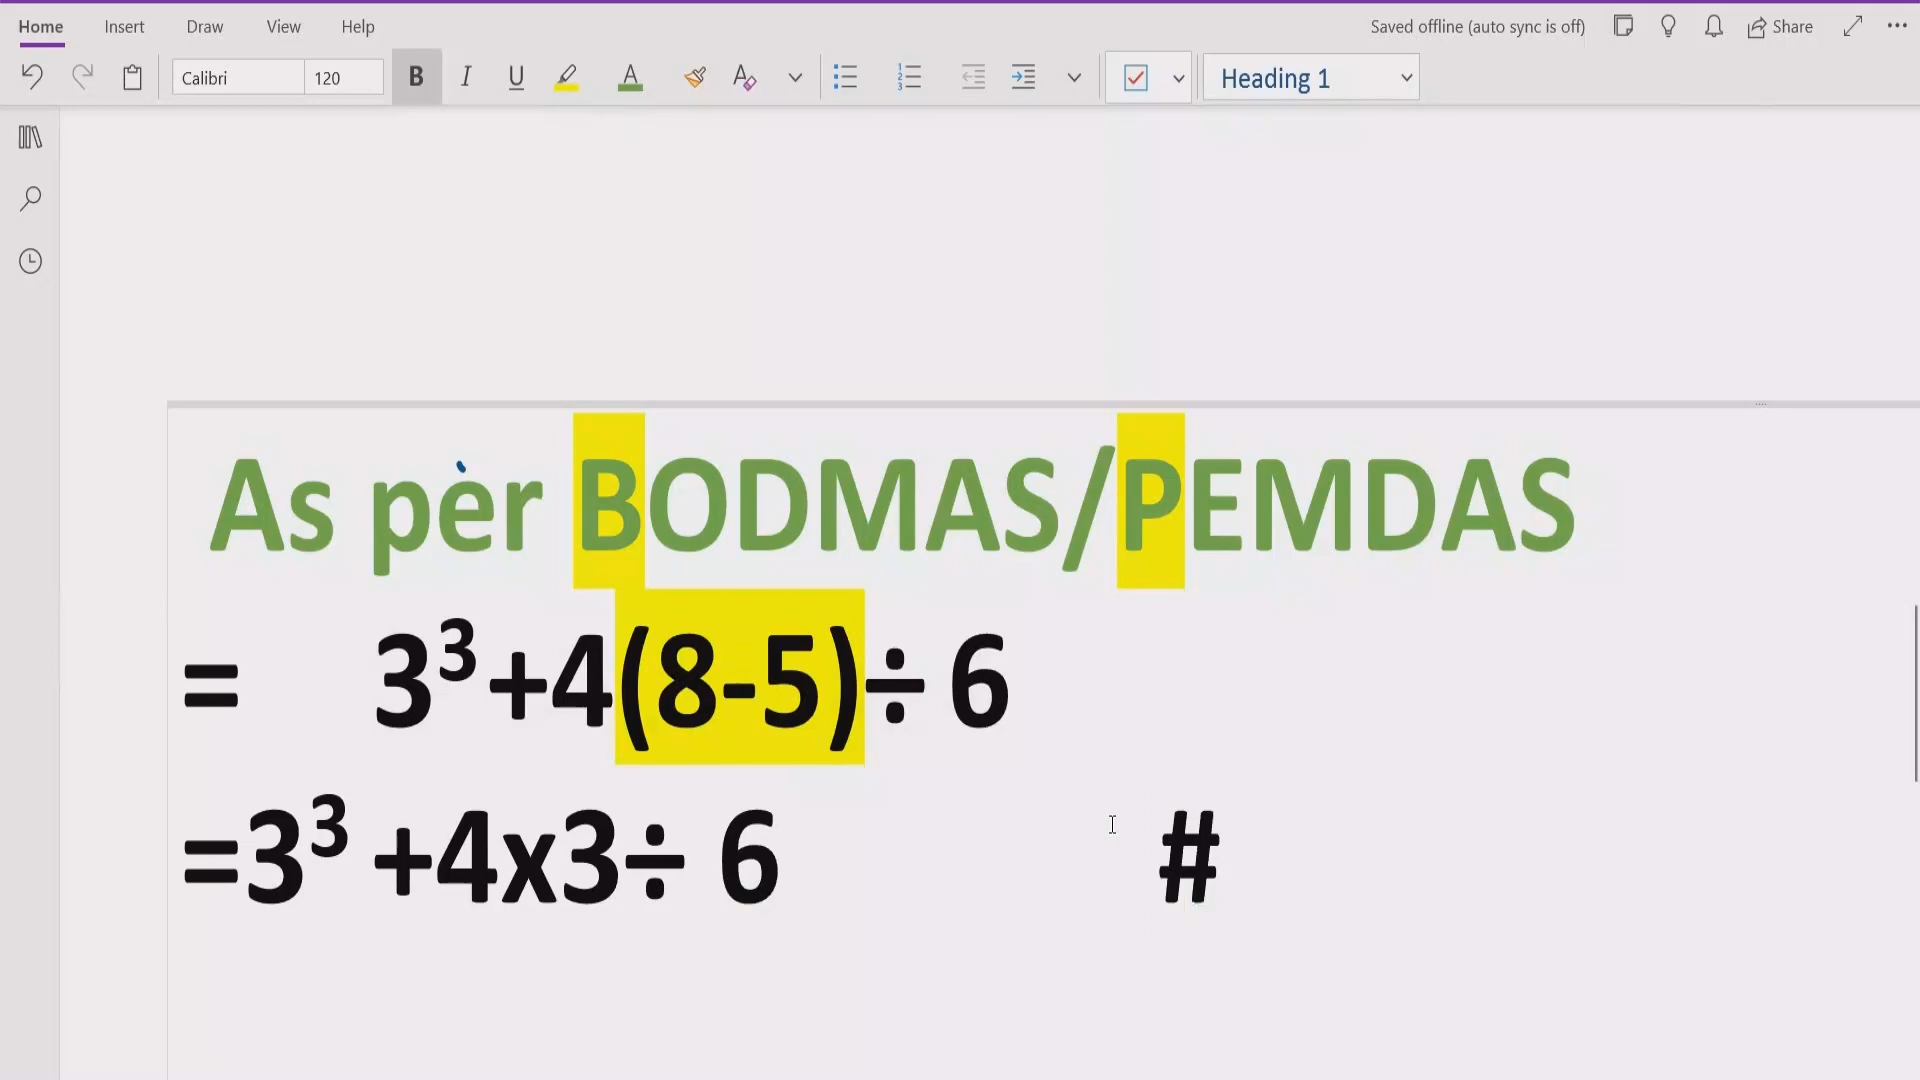 Home Insert Draw View Help Saved offline (auto sync is off) Share
Calibri 120 B I U A A Heading 1
As pèr BODMAS/PEMDAS
= 3³+4(8-5)÷ 6
=3³ +4x3÷ 6 #